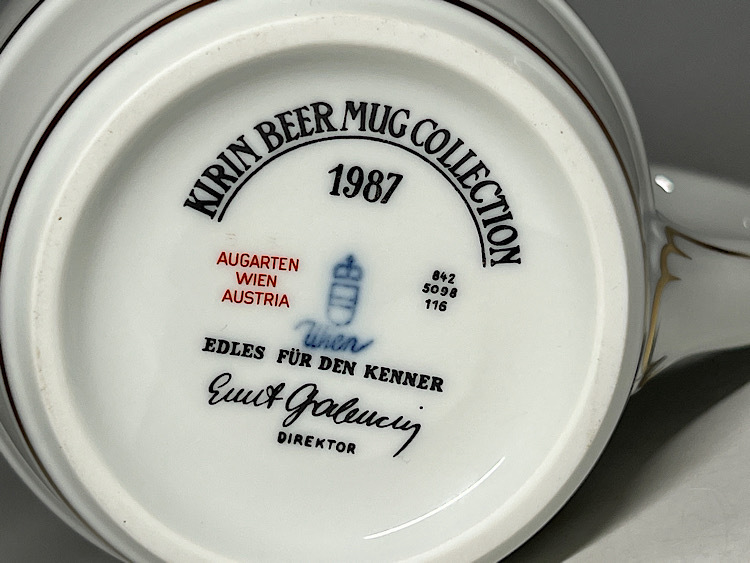 KIRIN BEER MUG COLLECTION
1987
AUGARTEN
WIEN
AUSTRIA
842
5098
116
Wien
EDLES FÜR DEN KENNER
DIREKTOR